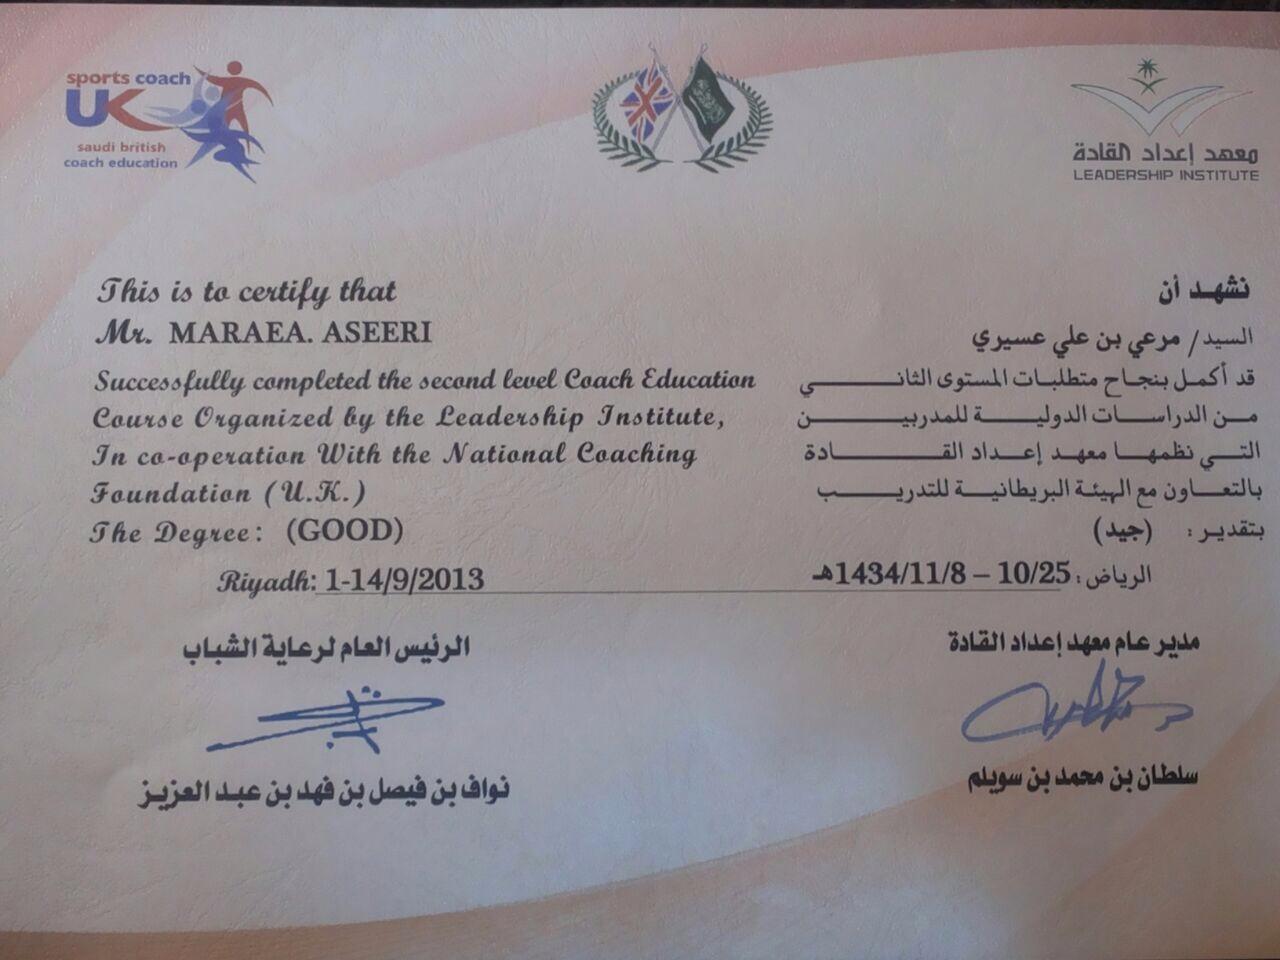 sports coach
UK
saudi british
coach education
معهد إعداد القادة
LEADERSHIP INSTITUTE
This is to certify that
Mr. MARAEA. ASEERI
Successfully completed the second level Coach Education
Course Organized by the Leadership Institute,
In co-operation With the National Coaching
Foundation (U.K.)
The Degree: (GOOD)
Riyadh: 1-14/9/2013
نشهد أن
السيد/ مرعي بن علي عسيري
قد أكمل بنجاح متطلبات المستوى الثاني
من الدراسات الدولية للمدربين
التي نظمها معهد إعداد القادة
بالتعاون مع الهيئة البريطانية للتدريب
بتقدير : (جيد)
الرياض : 10/25 – 1434/11/8هـ
مدير عام معهد إعداد القادة
سلطان بن محمد بن سويلم
الرئيس العام لرعاية الشباب
نواف بن فيصل بن فهد بن عبد العزيز